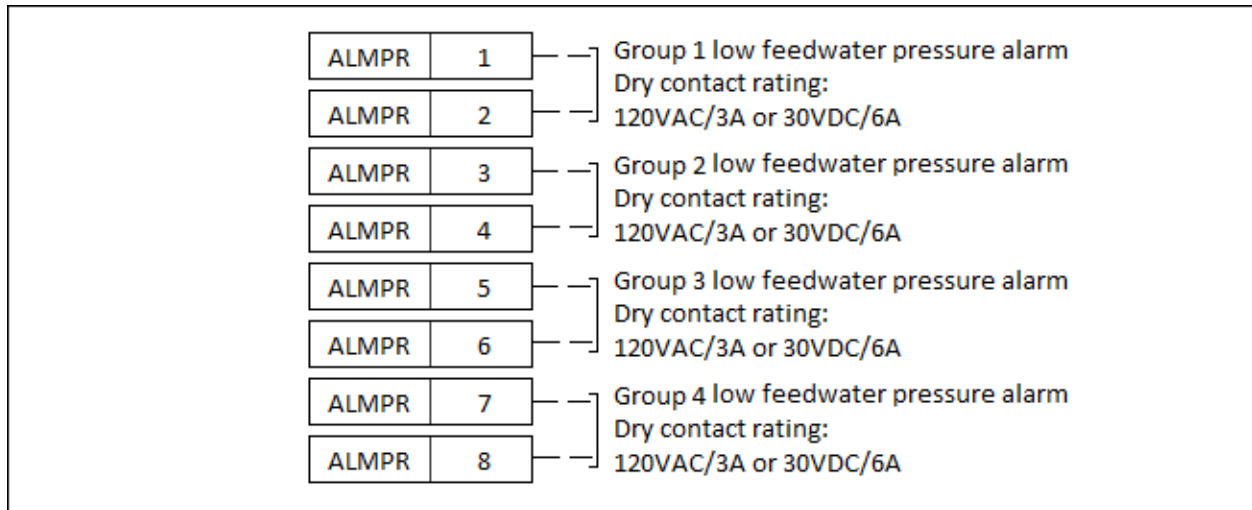 ALMPR 1
Group 1 low feedwater pressure alarm
Dry contact rating:
ALMPR 2
120VAC/3A or 30VDC/6A
ALMPR 3
Group 2 low feedwater pressure alarm
Dry contact rating:
ALMPR 4
120VAC/3A or 30VDC/6A
ALMPR 5
Group 3 low feedwater pressure alarm
Dry contact rating:
ALMPR 6
120VAC/3A or 30VDC/6A
ALMPR 7
Group 4 low feedwater pressure alarm
Dry contact rating:
ALMPR 8
120VAC/3A or 30VDC/6A